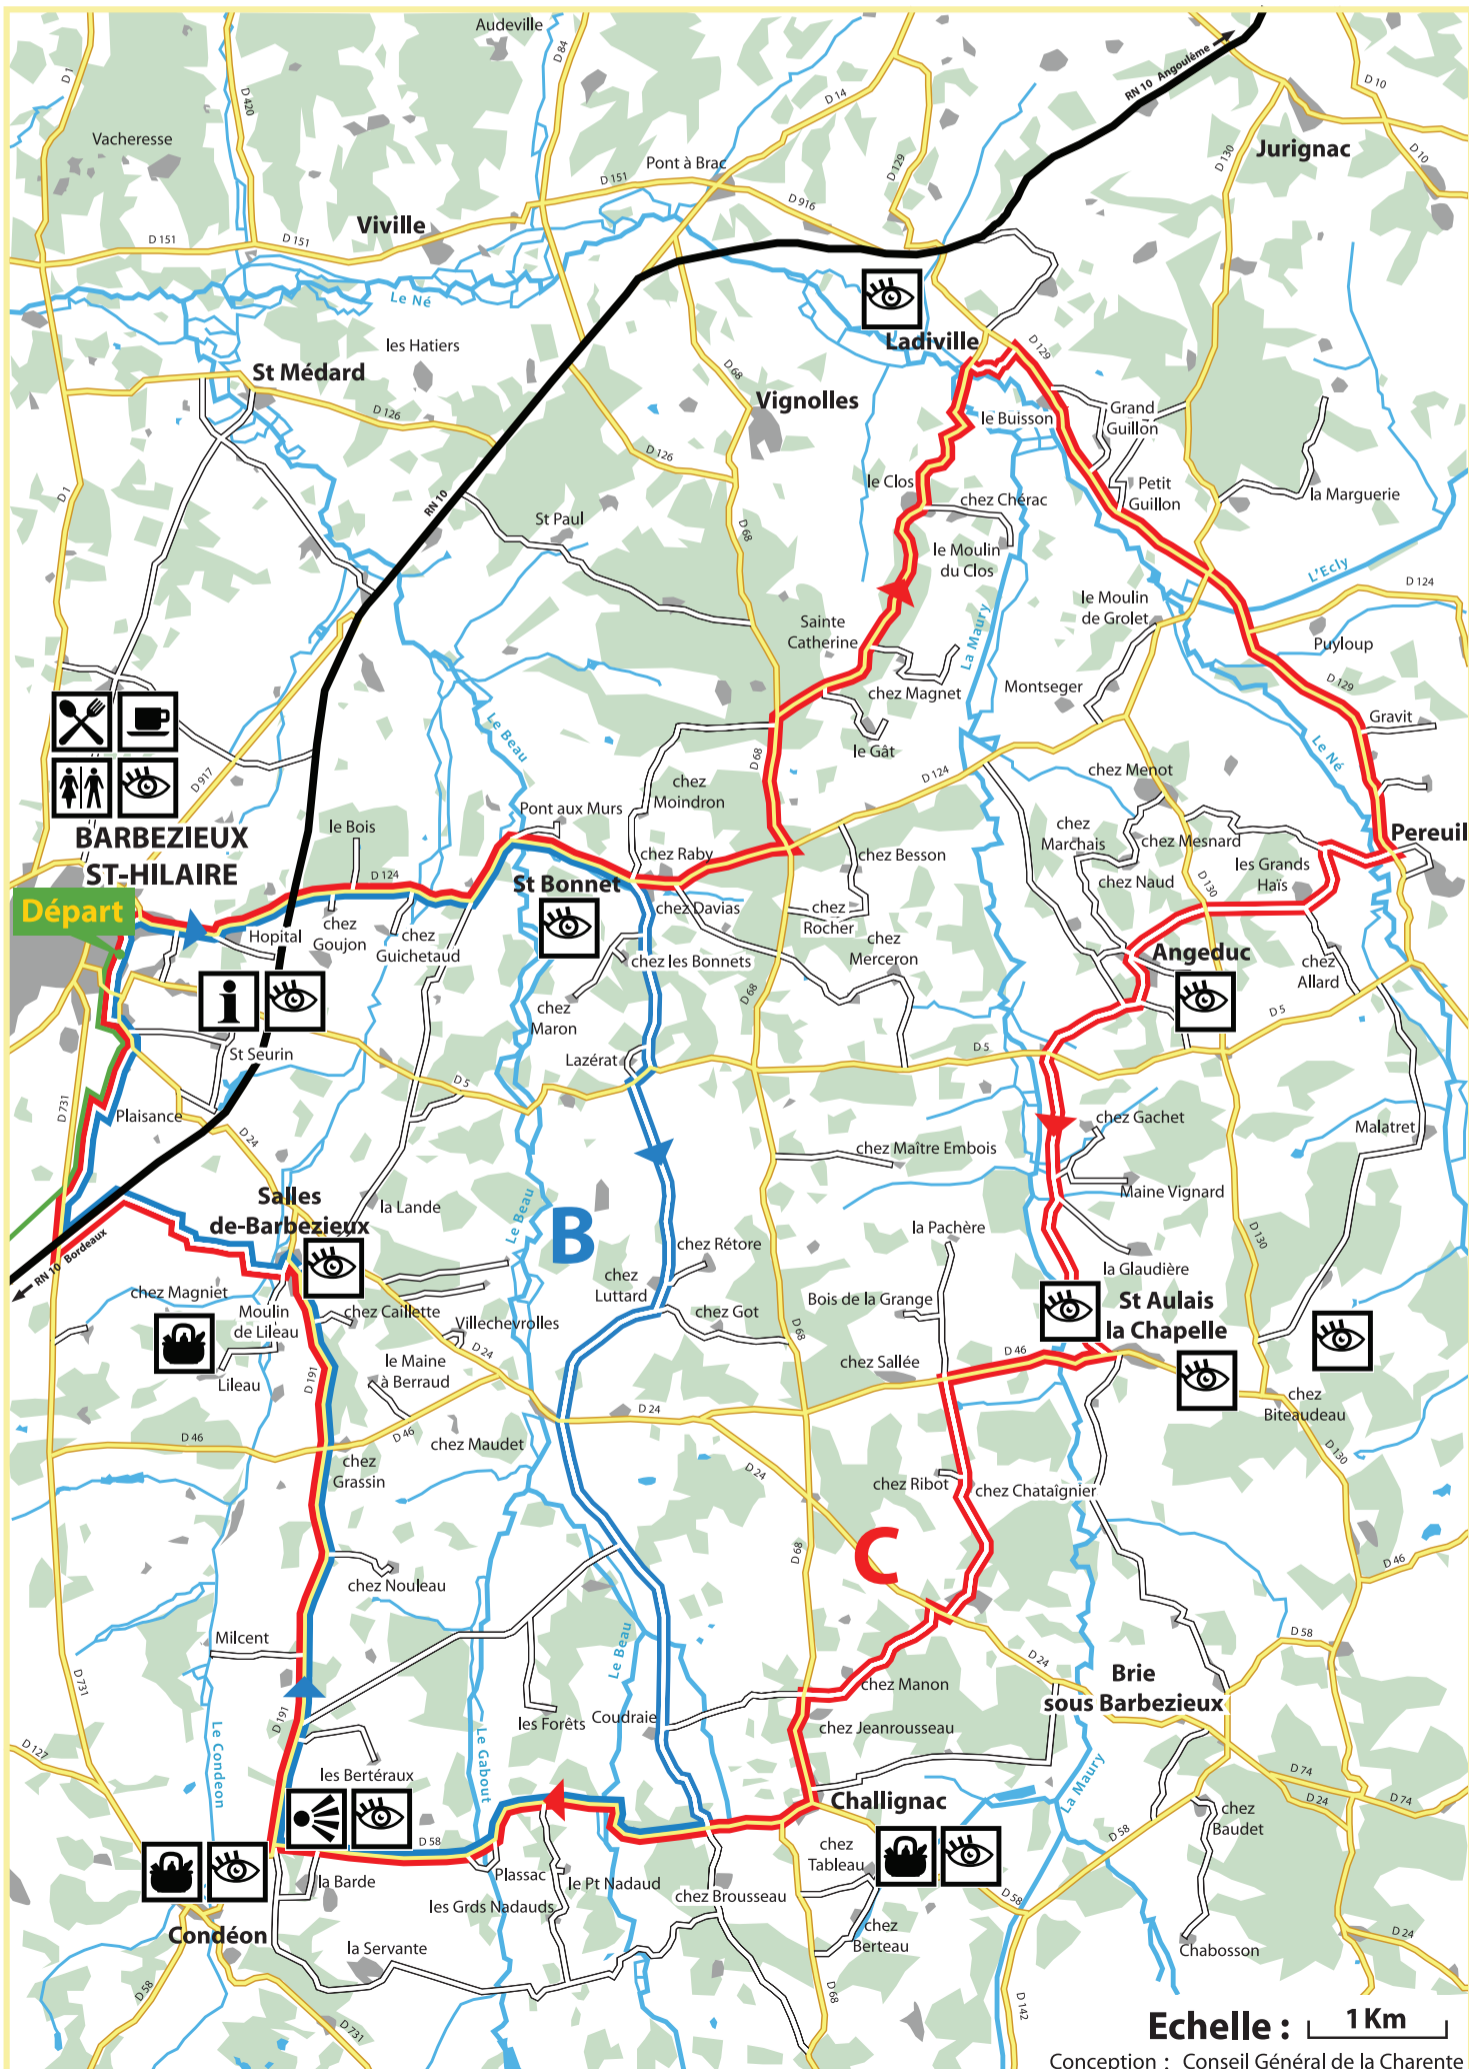 Audeville
D 84
D 1
D 420
D 14
RN 10 Angoulême
D 10
Vacheresse
Jurignac
D 130
D 10
Pont à Brac
D 129
D 151
D 916
Viville
D 151
D 151
Le Né
Ladiville
les Hatiers
D 129
St Médard
D 68
Vignolles
Grand
Guillon
le Buisson
D 126
D 126
le Clos
chez Chérac
Petit
Guillon
la Marguerie
D 1
RN 10
St Paul
D 68
le Moulin
du Clos
L'Ecly
D 124
le Moulin
de Grolet
Sainte
Catherine
La Maury
Puyloup
chez Magnet
Montseger
D 129
Gravit
Le Beau
le Gât
Le Né
D 68
D 124
chez Menot
D 917
chez
Moindron
Pont aux Murs
BARBEZIEUX
ST-HILAIRE
le Bois
chez
Marchais
chez Mesnard
Pereuil
chez Raby
chez Besson
les Grands
Haïs
D 124
St Bonnet
chez Naud
D 130
Départ
chez Davias
chez
Rocher
chez
Goujon
Hopital
chez
Guichetaud
chez
Merceron
Angeduc
chez les Bonnets
chez
Allard
chez
Maron
D 68
D 5
St Seurin
Lazérat
D 5
D 5
Plaisance
D 731
D 24
chez Gachet
Malatret
chez Maître Embois
Salles
de-Barbezieux
la Lande
Le Beau
Maine Vignard
B
la Pachère
chez Rétore
D 130
RN 10 Bordeaux
la Glaudière
chez Magniet
chez
Luttard
Bois de la Grange
St Aulais
la Chapelle
Moulin
de Lileau
chez Caillette
Villechevrolles
chez Got
D 68
D 24
D 46
le Maine
à Berraud
chez Sallée
Lileau
D 191
D 24
chez
Biteaudeau
D 46
D 46
chez Maudet
D 130
chez
Grassin
D 24
chez Ribot
chez Chataîgnier
C
D 68
D 46
chez Nouleau
Milcent
Le Beau
D 58
D 24
D 731
chez Manon
Brie
sous Barbezieux
D 191
les Forêts
Coudraie
chez Jeanrousseau
D 127
Le Condeon
Le Gabout
les Bertéraux
La Maury
D 74
D 74
Challignac
D 24
chez
Baudet
D 58
D 58
chez
Tableau
la Barde
Plassac
le Pt Nadaud
chez Brousseau
les Grds Nadauds
D 58
Condéon
chez
Berteau
D 24
la Servante
Chabosson
D 58
D 68
D 142
D 731
Echelle : 1 Km
Conception : Conseil Général de la Charente